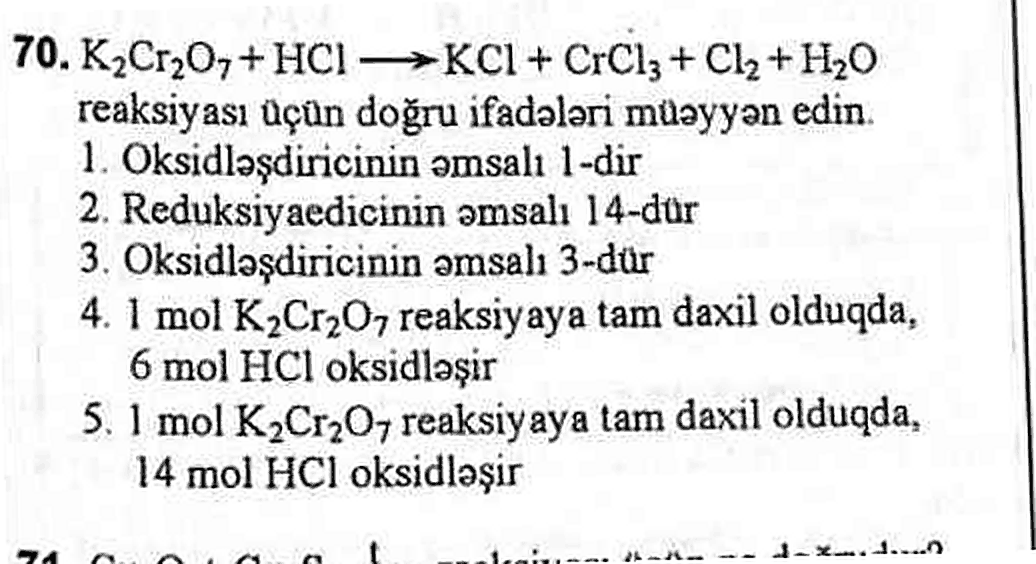 70. K₂Cr₂O₇ + HCl ⟶ KCl + CrCl₃ + Cl₂ + H₂O
reaksiyası üçün doğru ifadələri müəyyən edin.
1. Oksidləşdiricinin əmsalı 1-dir
2. Reduksiyaedicinin əmsalı 14-dür
3. Oksidləşdiricinin əmsalı 3-dür
4. 1 mol K₂Cr₂O₇ reaksiyaya tam daxil olduqda,
6 mol HCl oksidləşir
5. 1 mol K₂Cr₂O₇ reaksiyaya tam daxil olduqda,
14 mol HCl oksidləşir